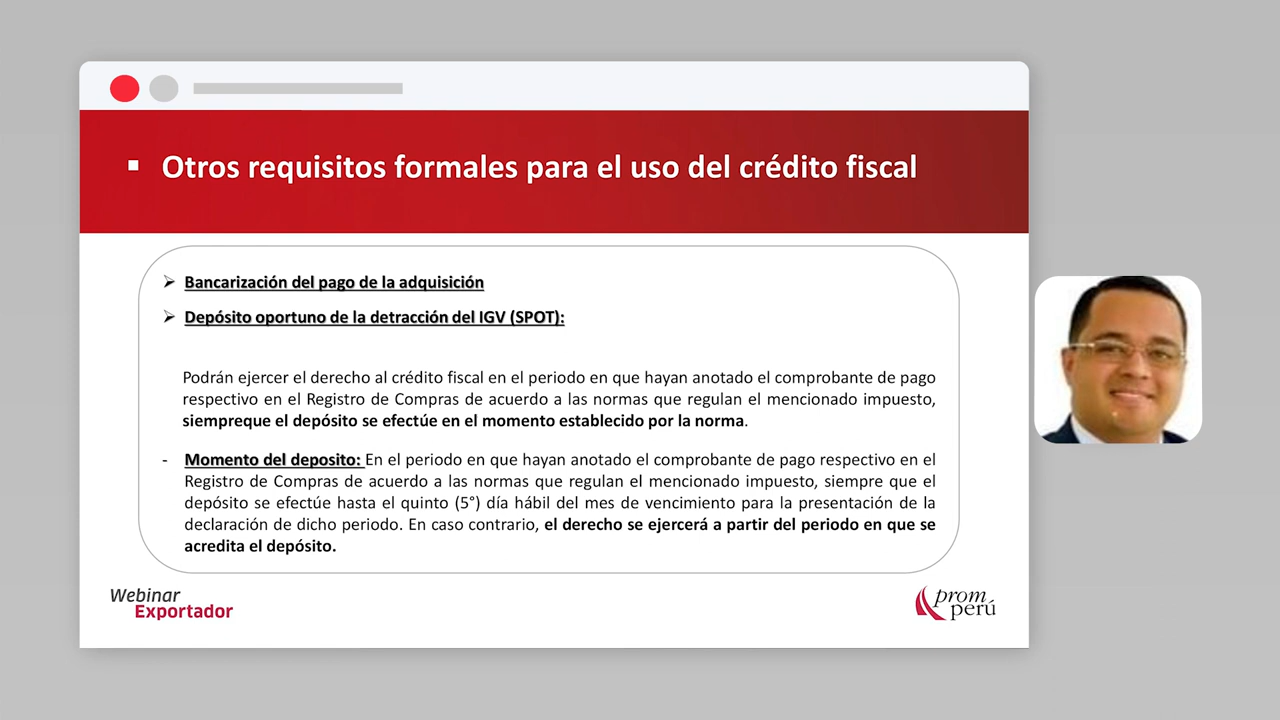 ▪ Otros requisitos formales para el uso del crédito fiscal
➢ Bancarización del pago de la adquisición
➢ Depósito oportuno de la detracción del IGV (SPOT):
Podrán ejercer el derecho al crédito fiscal en el periodo en que hayan anotado el comprobante de pago
respectivo en el Registro de Compras de acuerdo a las normas que regulan el mencionado impuesto,
siempreque el depósito se efectúe en el momento establecido por la norma.
- Momento del deposito: En el periodo en que hayan anotado el comprobante de pago respectivo en el
Registro de Compras de acuerdo a las normas que regulan el mencionado impuesto, siempre que el
depósito se efectúe hasta el quinto (5°) día hábil del mes de vencimiento para la presentación de la
declaración de dicho periodo. En caso contrario, el derecho se ejercerá a partir del periodo en que se
acredita el depósito.
Webinar
Exportador
prom
perú